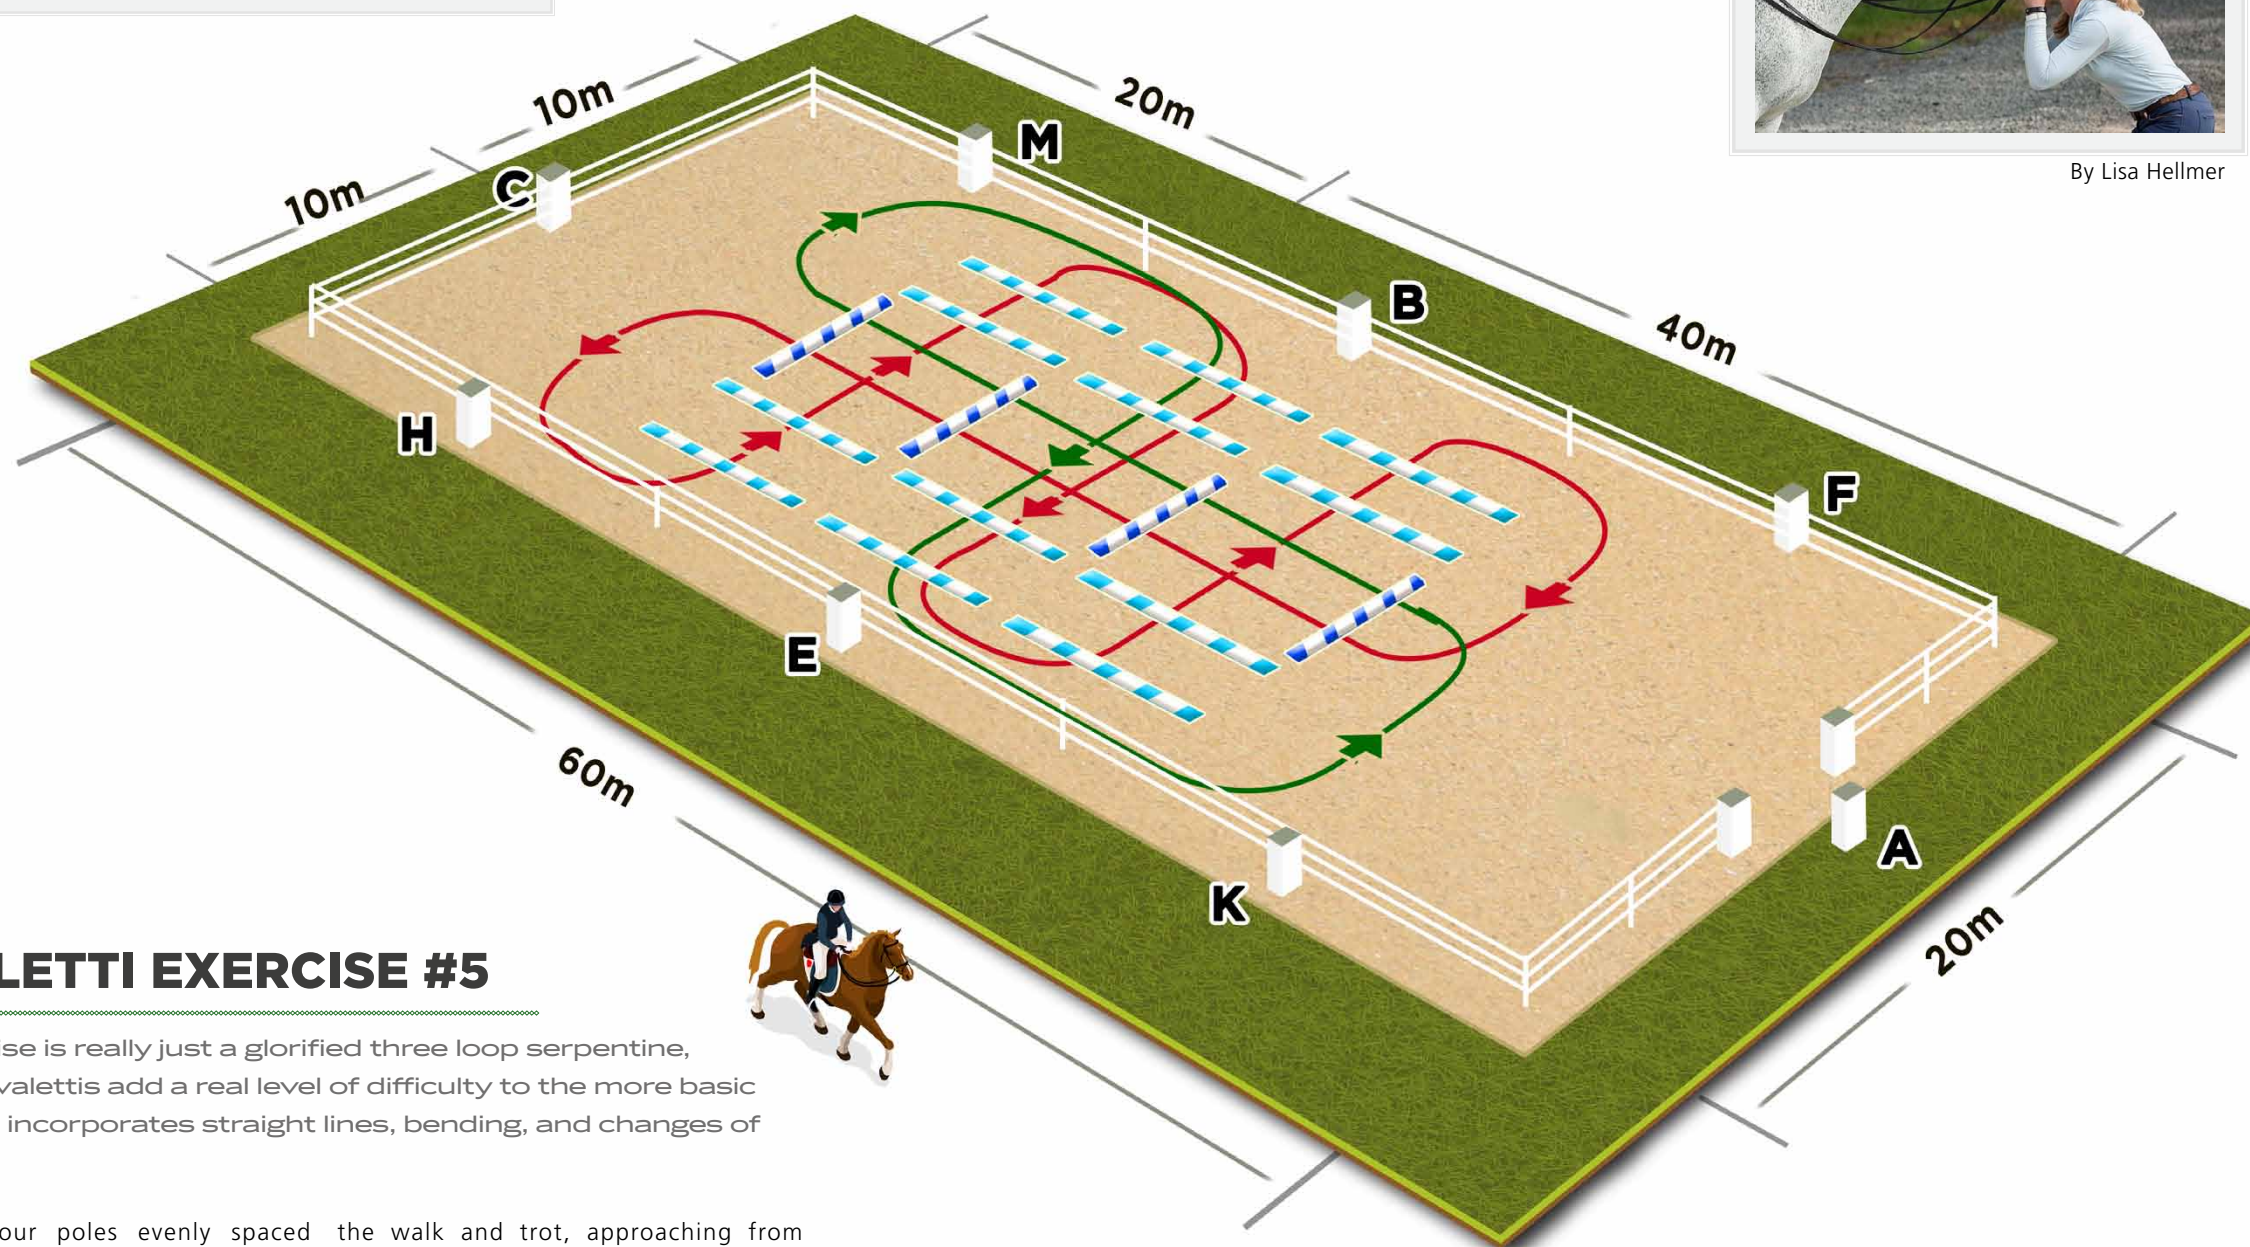 10m
20m
M
C
10m
By Lisa Hellmer
B
40m
H
F
E
60m
A
K
20m
LETTI EXERCISE #5
ise is really just a glorified three loop serpentine,
valettis add a real level of difficulty to the more basic
incorporates straight lines, bending, and changes of
our poles evenly spaced the walk and trot, approaching from